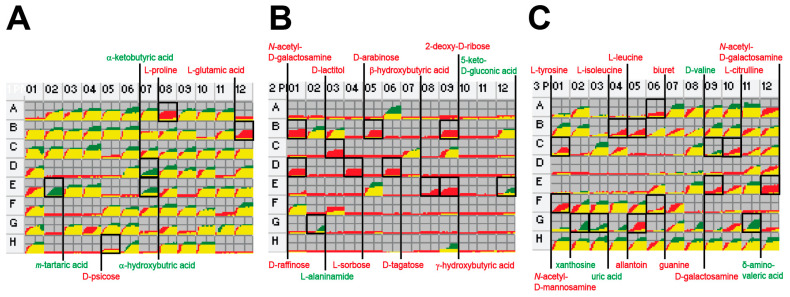 A
α-ketobutyric acid
L-proline L-glutamic acid
01 02 03 04 05 06 07 08 09 10 11 12
A
B
C
D
E
F
G
H
m-tartaric acid α-hydroxybutric acid
D-psicose
B
N-acetyl-D-galactosamine D-arabinose 2-deoxy-D-ribose
D-lactitol β-hydroxybutyric acid 5-keto-D-gluconic acid
2 P 01 02 03 04 05 06 07 08 09 10 11 12
A
B
C
D
E
F
G
H
D-raffinose L-sorbose D-tagatose γ-hydroxybutyric acid
L-alaninamide
C
L-leucine N-acetyl-D-galactosamine
L-tyrosine L-isoleucine biuret D-valine L-citrulline
3 P 01 02 03 04 05 06 07 08 09 10 11 12
A
B
C
D
E
F
G
H
xanthosine allantoin guanine δ-amino-valeric acid
N-acetyl-D-mannosamine uric acid D-galactosamine